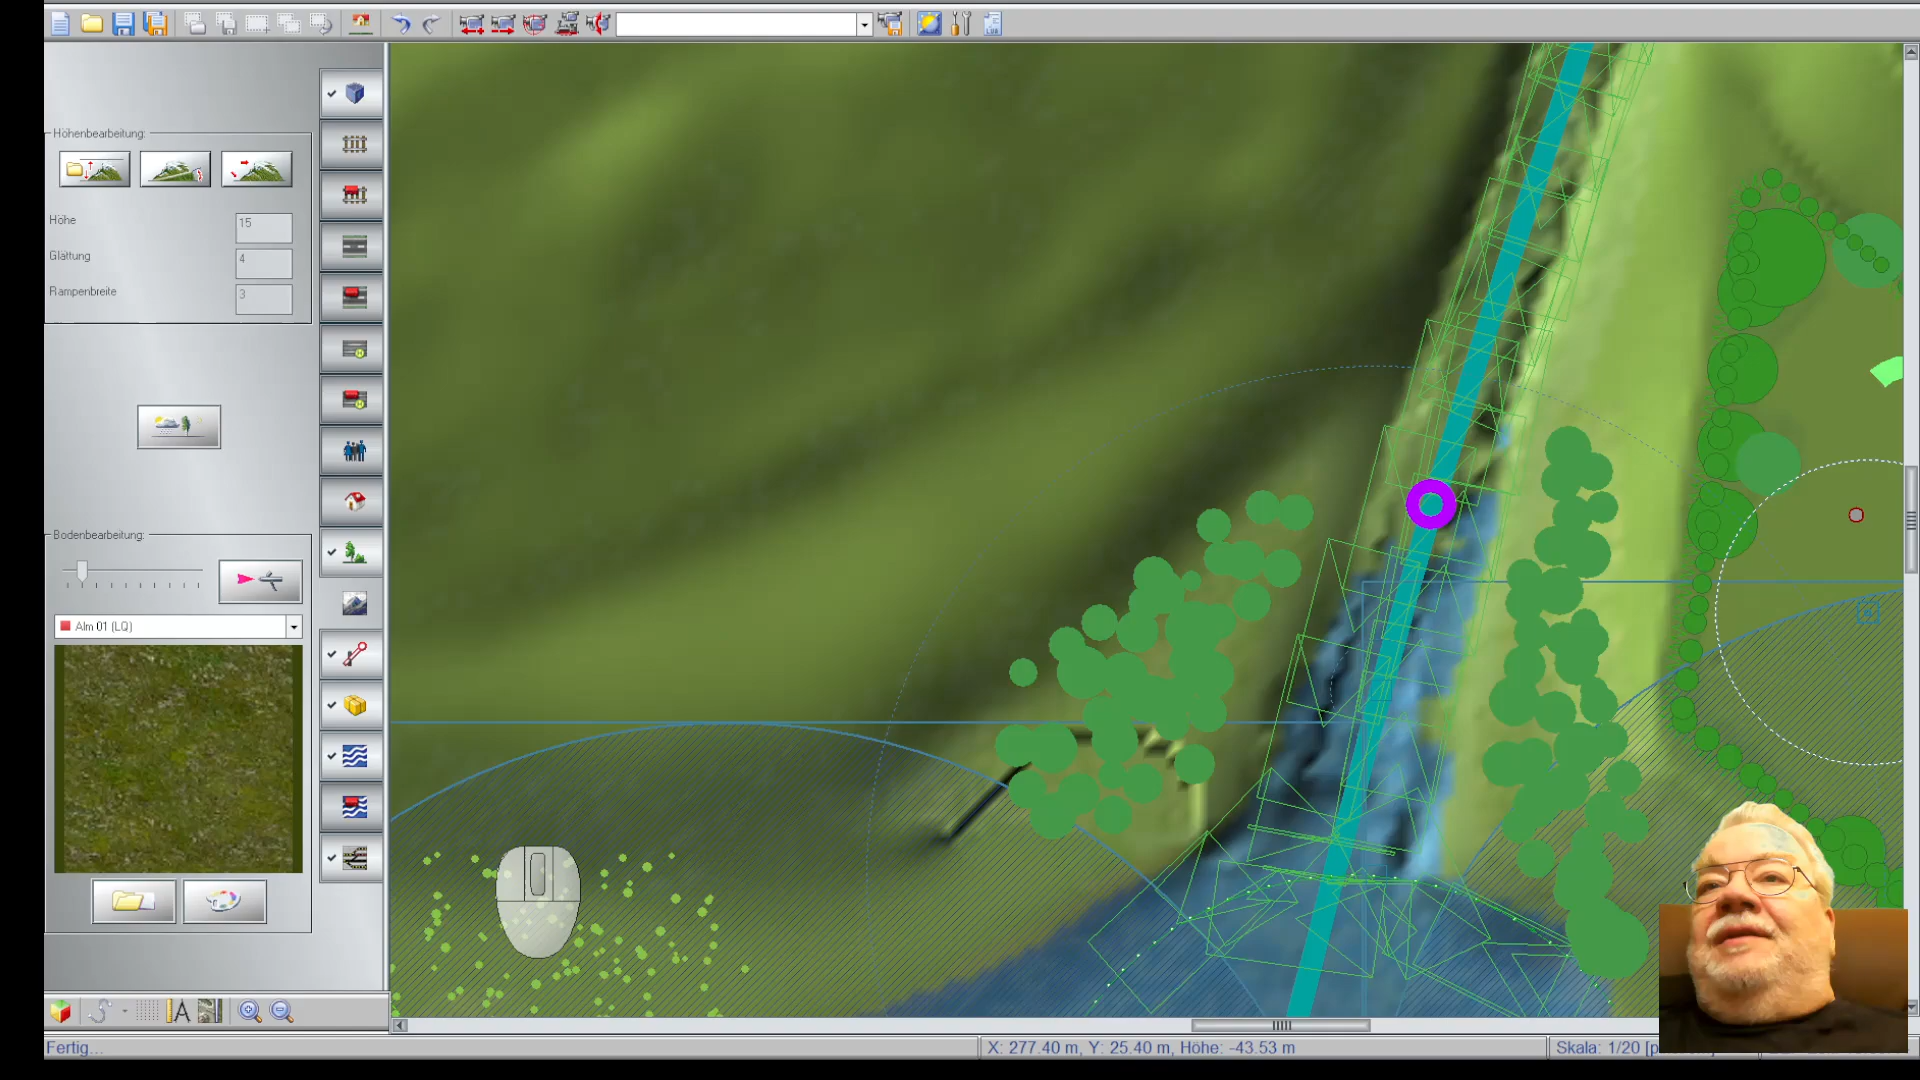 Höhenbearbeitung:
Höhe
15
Glättung
4
Rampenbreite
3
Bodenbearbeitung:
Alm 01 (LQ)
Fertig...
X: 277.40 m, Y: 25.40 m, Höhe: -43.53 m
Skala: 1/20 [p